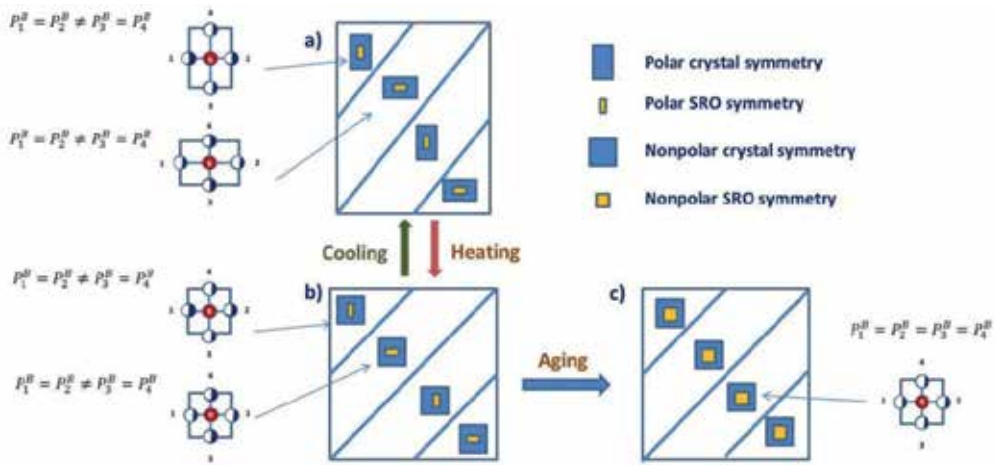 P₁ᴮ = P₂ᴮ ≠ P₃ᴮ = P₄ᴮ
a)
Polar crystal symmetry
Polar SRO symmetry
P₁ᴮ = P₂ᴮ ≠ P₃ᴮ = P₄ᴮ
Nonpolar crystal symmetry
Nonpolar SRO symmetry
Cooling
Heating
P₁ᴮ = P₂ᴮ ≠ P₃ᴮ = P₄ᴮ
b)
c)
P₁ᴮ = P₂ᴮ = P₃ᴮ = P₄ᴮ
Aging
P₁ᴮ = P₂ᴮ ≠ P₃ᴮ = P₄ᴮ